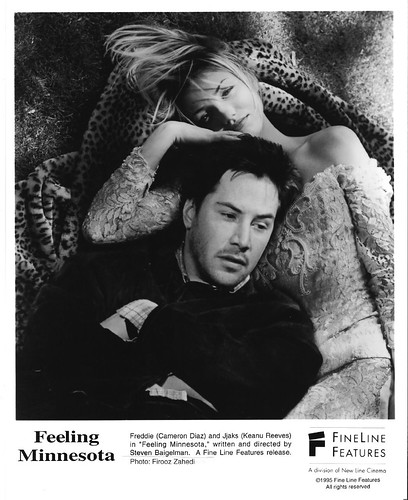 Feeling
Minnesota
Freddie (Cameron Diaz) and Jjaks (Keanu Reeves)
in "Feeling Minnesota," written and directed by
Steven Baigelman. A Fine Line Features release.
Photo: Firooz Zahedi
FINELINE
FEATURES
A division of New Line Cinema
©1995 Fine Line Features
All rights reserved